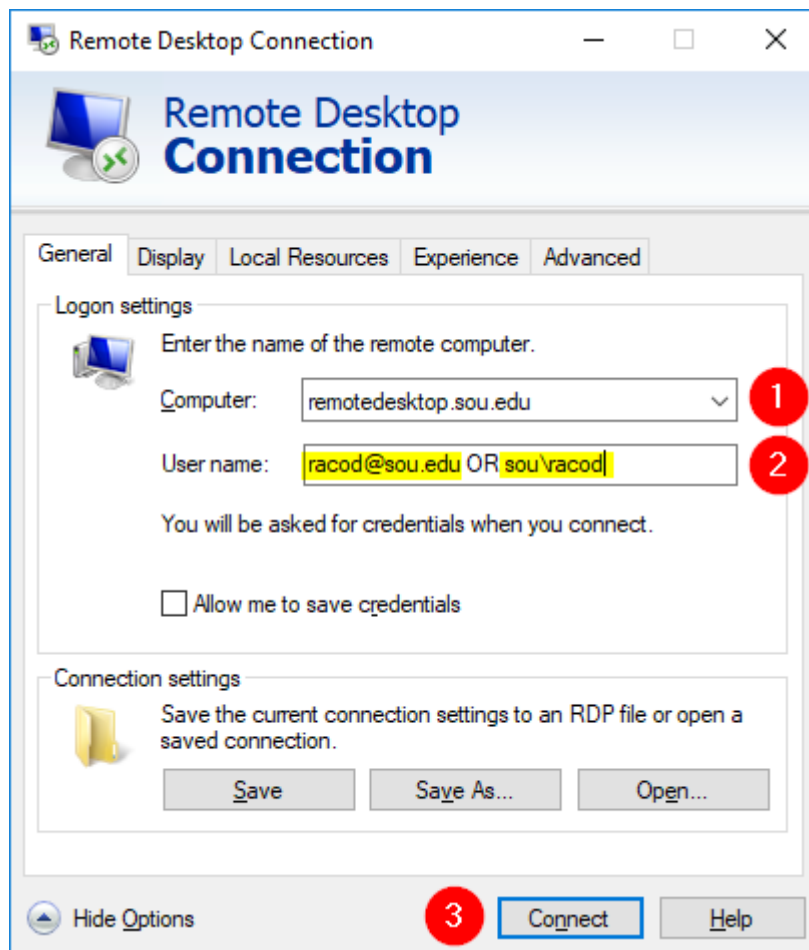 Remote Desktop Connection
Remote Desktop
Connection
General Display Local Resources Experience Advanced
Logon settings
Enter the name of the remote computer.
Computer: remotedesktop.sou.edu 1
User name: racod@sou.edu OR sou\racod 2
You will be asked for credentials when you connect.
Allow me to save credentials
Connection settings
Save the current connection settings to an RDP file or open a
saved connection.
Save Save As... Open...
Hide Options 3 Connect Help